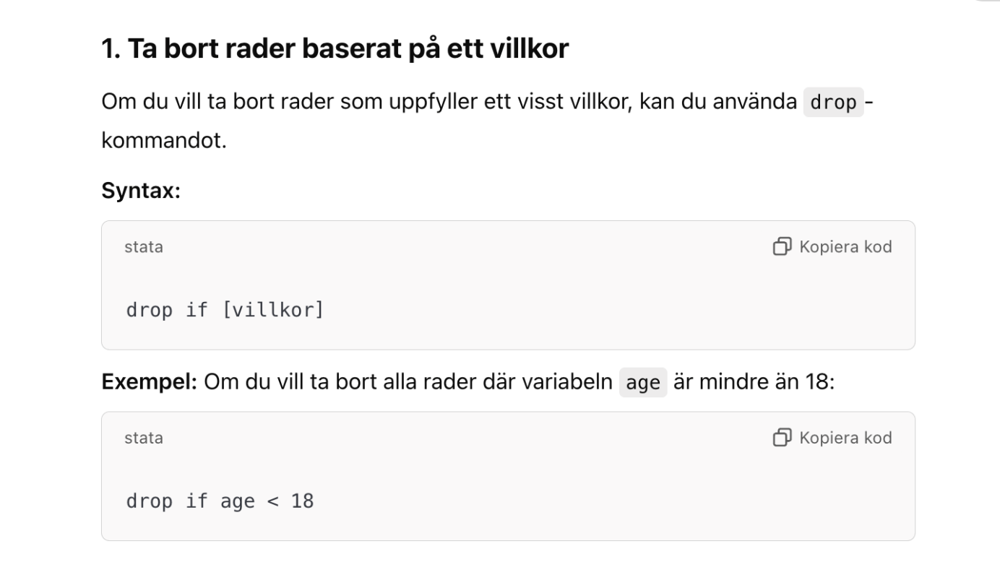 1. Ta bort rader baserat på ett villkor
Om du vill ta bort rader som uppfyller ett visst villkor, kan du använda drop-
kommandot.
Syntax:
stata
Kopiera kod
drop if [villkor]
Exempel: Om du vill ta bort alla rader där variabeln age är mindre än 18:
stata
Kopiera kod
drop if age < 18